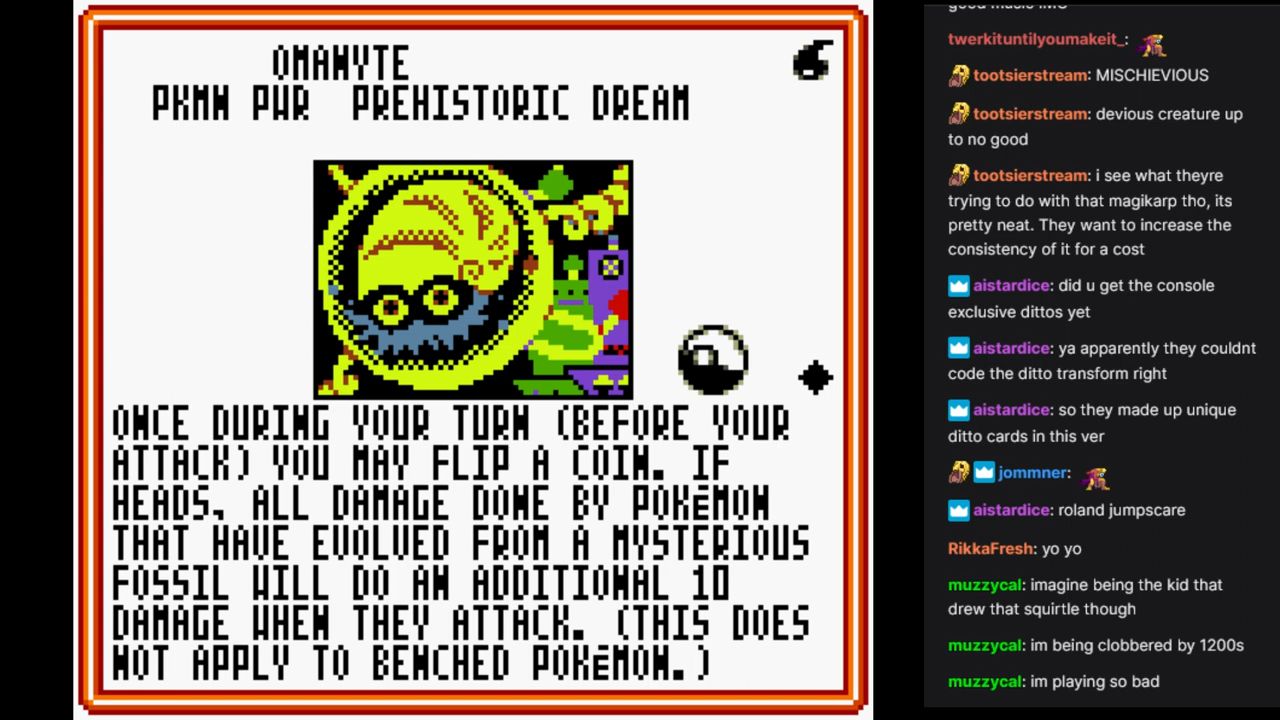 OMANYTE
PKMN PWR PREHISTORIC DREAM
ONCE DURING YOUR TURN (BEFORE YOUR
ATTACK) YOU MAY FLIP A COIN. IF
HEADS, ALL DAMAGE DONE BY POKéMON
THAT HAVE EVOLVED FROM A MYSTERIOUS
FOSSIL WILL DO AN ADDITIONAL 10
DAMAGE WHEN THEY ATTACK. (THIS DOES
NOT APPLY TO BENCHED POKéMON.)
good music IMO
twerkituntilyoumakeit_:
tootsierstream: MISCHIEVIOUS
tootsierstream: devious creature up
to no good
tootsierstream: i see what theyre
trying to do with that magikarp tho, its
pretty neat. They want to increase the
consistency of it for a cost
aistardice: did u get the console
exclusive dittos yet
aistardice: ya apparently they couldnt
code the ditto transform right
aistardice: so they made up unique
ditto cards in this ver
jommner:
aistardice: roland jumpscare
RikkaFresh: yo yo
muzzycal: imagine being the kid that
drew that squirtle though
muzzycal: im being clobbered by 1200s
muzzycal: im playing so bad